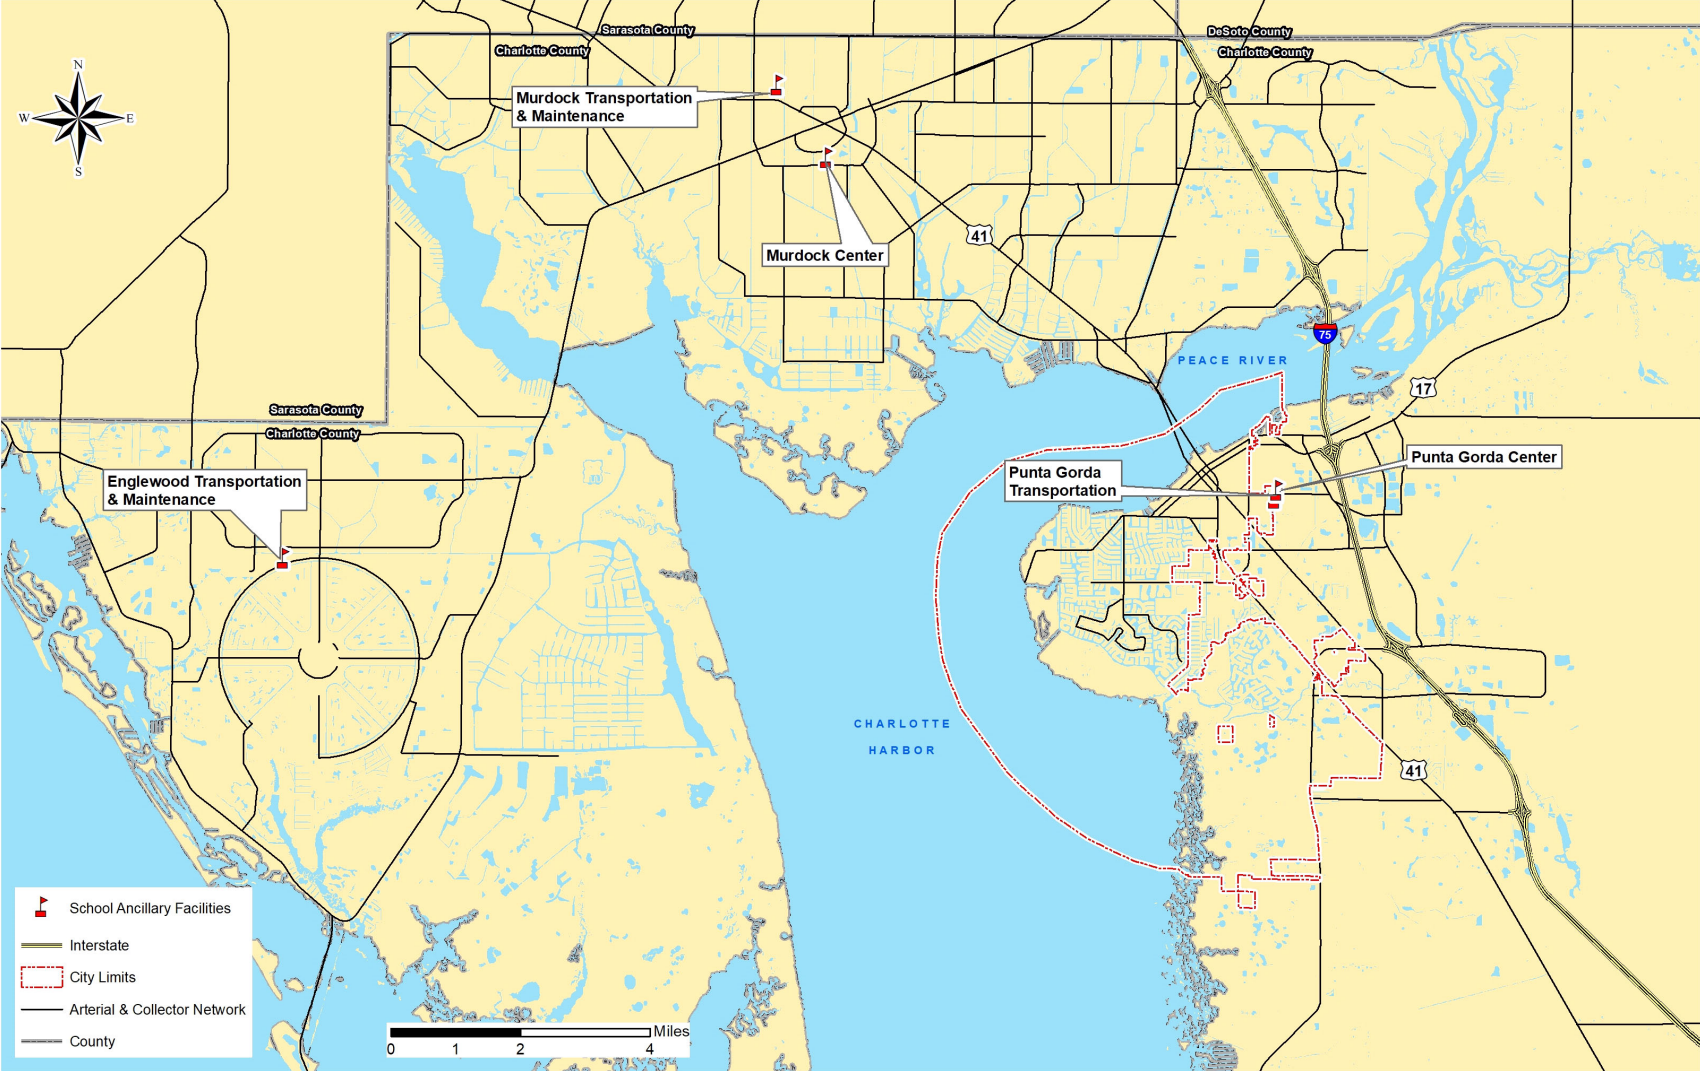 Sarasota County
Charlotte County
DeSoto County
Charlotte County
N
W
E
S
Murdock Transportation
& Maintenance
Murdock Center
41
PEACE RIVER
75
17
Sarasota County
Charlotte County
Englewood Transportation
& Maintenance
Punta Gorda
Transportation
Punta Gorda Center
CHARLOTTE
HARBOR
41
School Ancillary Facilities
Interstate
City Limits
Arterial & Collector Network
County
Miles
0 1 2 4